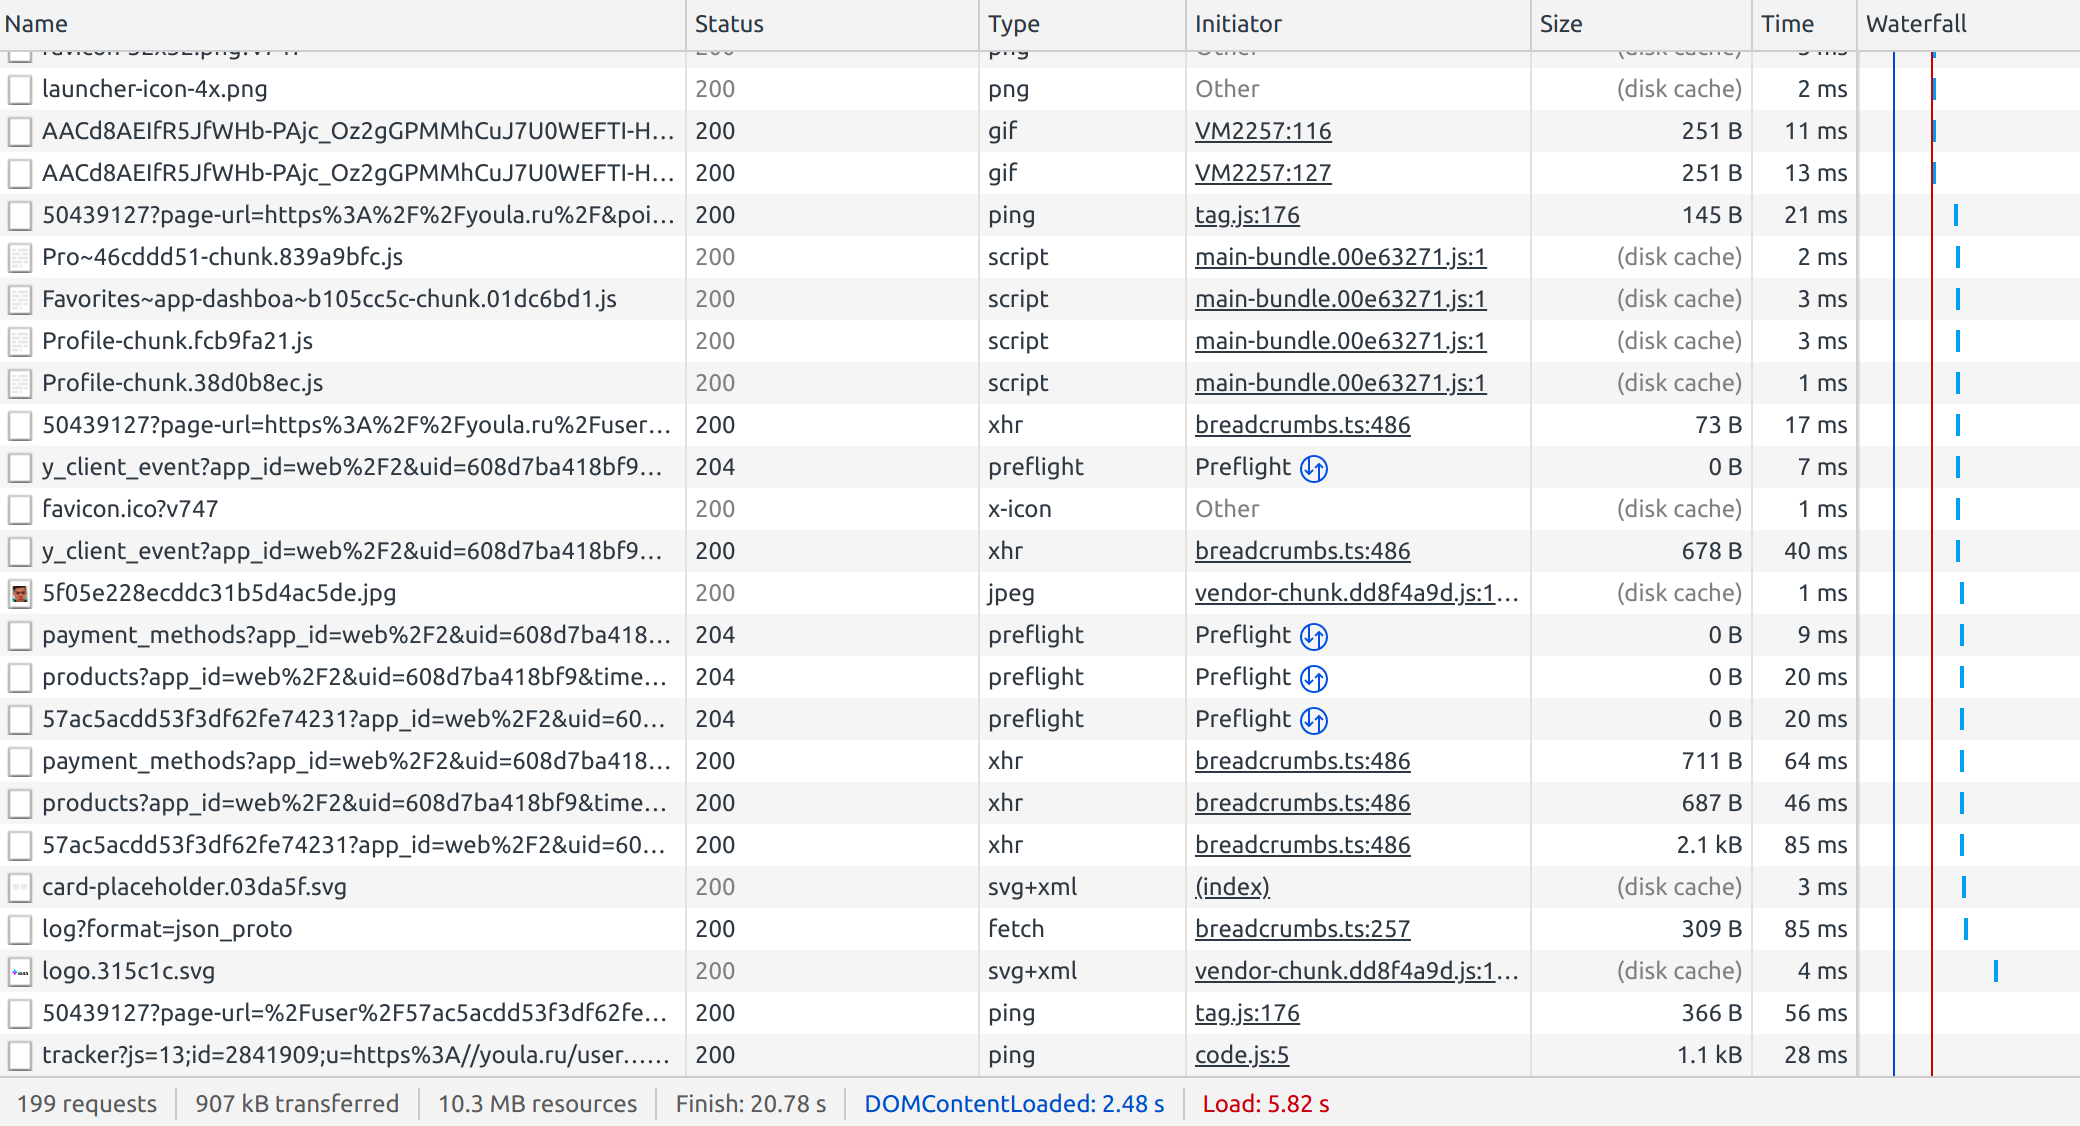 Name Status Type Initiator Size Time Waterfall
favicon-32x32.png?v747 200 png Other (disk cache) 3 ms
launcher-icon-4x.png 200 png Other (disk cache) 2 ms
AACd8AEIfR5JfWHb-PAjc_Oz2gGPMMhCuJ7U0WEFTI-H… 200 gif VM2257:116 251 B 11 ms
AACd8AEIfR5JfWHb-PAjc_Oz2gGPMMhCuJ7U0WEFTI-H… 200 gif VM2257:127 251 B 13 ms
50439127?page-url=https%3A%2F%2Fyoula.ru%2F&poi… 200 ping tag.js:176 145 B 21 ms
Pro~46cddd51-chunk.839a9bfc.js 200 script main-bundle.00e63271.js:1 (disk cache) 2 ms
Favorites~app-dashboa~b105cc5c-chunk.01dc6bd1.js 200 script main-bundle.00e63271.js:1 (disk cache) 3 ms
Profile-chunk.fcb9fa21.js 200 script main-bundle.00e63271.js:1 (disk cache) 3 ms
Profile-chunk.38d0b8ec.js 200 script main-bundle.00e63271.js:1 (disk cache) 1 ms
50439127?page-url=https%3A%2F%2Fyoula.ru%2Fuser… 200 xhr breadcrumbs.ts:486 73 B 17 ms
y_client_event?app_id=web%2F2&uid=608d7ba418bf9… 204 preflight Preflight 0 B 7 ms
favicon.ico?v747 200 x-icon Other (disk cache) 1 ms
y_client_event?app_id=web%2F2&uid=608d7ba418bf9… 200 xhr breadcrumbs.ts:486 678 B 40 ms
5f05e228ecddc31b5d4ac5de.jpg 200 jpeg vendor-chunk.dd8f4a9d.js:1… (disk cache) 1 ms
payment_methods?app_id=web%2F2&uid=608d7ba418… 204 preflight Preflight 0 B 9 ms
products?app_id=web%2F2&uid=608d7ba418bf9&time… 204 preflight Preflight 0 B 20 ms
57ac5acdd53f3df62fe74231?app_id=web%2F2&uid=60… 204 preflight Preflight 0 B 20 ms
payment_methods?app_id=web%2F2&uid=608d7ba418… 200 xhr breadcrumbs.ts:486 711 B 64 ms
products?app_id=web%2F2&uid=608d7ba418bf9&time… 200 xhr breadcrumbs.ts:486 687 B 46 ms
57ac5acdd53f3df62fe74231?app_id=web%2F2&uid=60… 200 xhr breadcrumbs.ts:486 2.1 kB 85 ms
card-placeholder.03da5f.svg 200 svg+xml (index) (disk cache) 3 ms
log?format=json_proto 200 fetch breadcrumbs.ts:257 309 B 85 ms
logo.315c1c.svg 200 svg+xml vendor-chunk.dd8f4a9d.js:1… (disk cache) 4 ms
50439127?page-url=%2Fuser%2F57ac5acdd53f3df62fe… 200 ping tag.js:176 366 B 56 ms
tracker?js=13;id=2841909;u=https%3A//youla.ru/user…… 200 ping code.js:5 1.1 kB 28 ms
199 requests 907 kB transferred 10.3 MB resources Finish: 20.78 s DOMContentLoaded: 2.48 s Load: 5.82 s